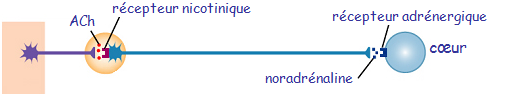 récepteur nicotinique
ACh
récepteur adrénergique
cœur
noradrénaline